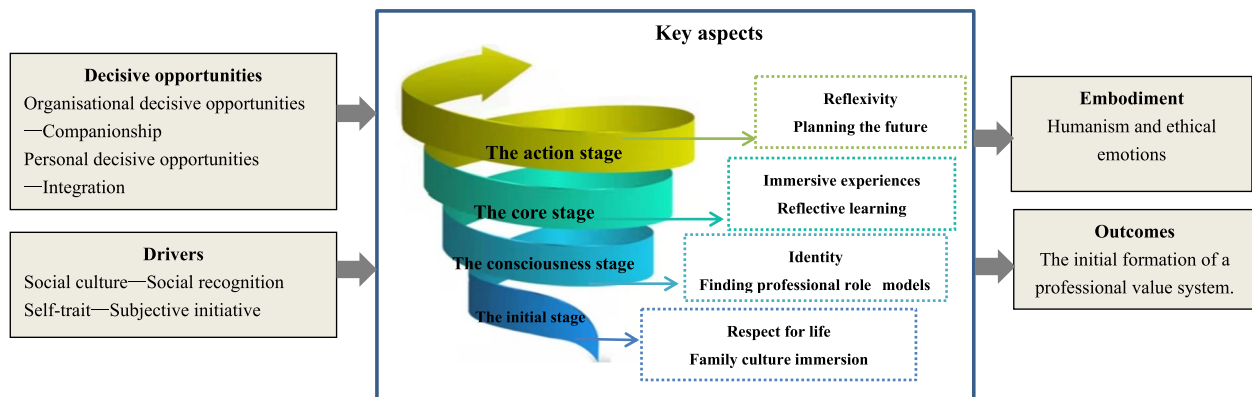 Key aspects
Decisive opportunities
Organisational decisive opportunities
—Companionship
Personal decisive opportunities
—Integration
Drivers
Social culture—Social recognition
Self-trait—Subjective initiative
The action stage
Reflexivity
Planning the future
The core stage
Immersive experiences
Reflective learning
The consciousness stage
Identity
Finding professional role models
The initial stage
Respect for life
Family culture immersion
Embodiment
Humanism and ethical
emotions
Outcomes
The initial formation of a
professional value system.